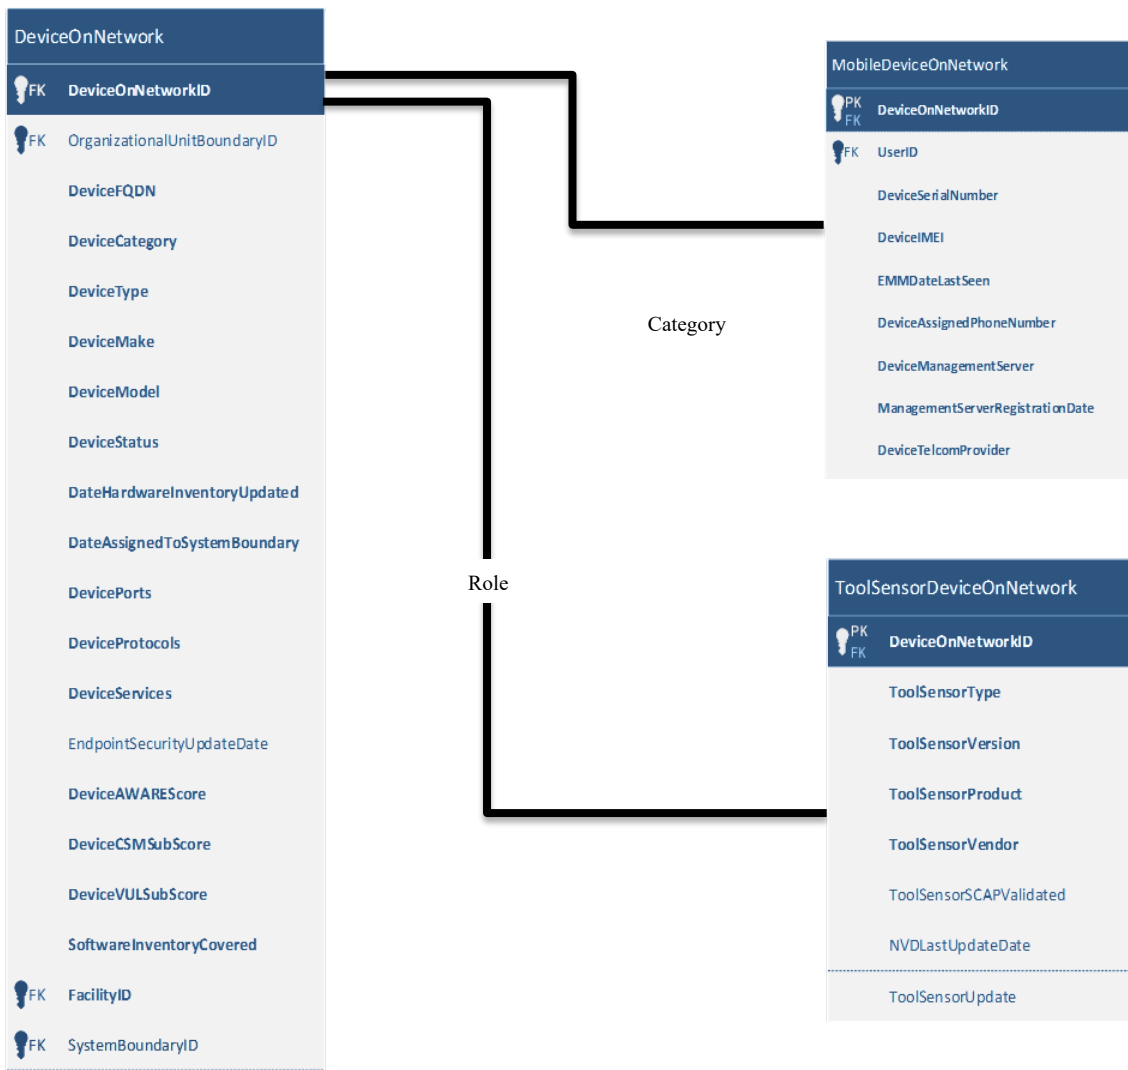 DeviceOnNetwork
FK DeviceOnNetworkID
FK OrganizationalUnitBoundaryID
DeviceFQDN
DeviceCategory
DeviceType
DeviceMake
DeviceModel
DeviceStatus
DateHardwareInventoryUpdated
DateAssignedToSystemBoundary
DevicePorts
DeviceProtocols
DeviceServices
EndpointSecurityUpdateDate
DeviceAWAREScore
DeviceCSMSubScore
DeviceVULSubScore
SoftwareInventoryCovered
FK FacilityID
FK SystemBoundaryID
Category
Role
MobileDeviceOnNetwork
PK
FK DeviceOnNetworkID
FK UserID
DeviceSerialNumber
DeviceIMEI
EMMDateLastSeen
DeviceAssignedPhoneNumber
DeviceManagementServer
ManagementServerRegistrationDate
DeviceTelcomProvider
ToolSensorDeviceOnNetwork
PK
FK DeviceOnNetworkID
ToolSensorType
ToolSensorVersion
ToolSensorProduct
ToolSensorVendor
ToolSensorSCAPValidated
NVDLastUpdateDate
ToolSensorUpdate